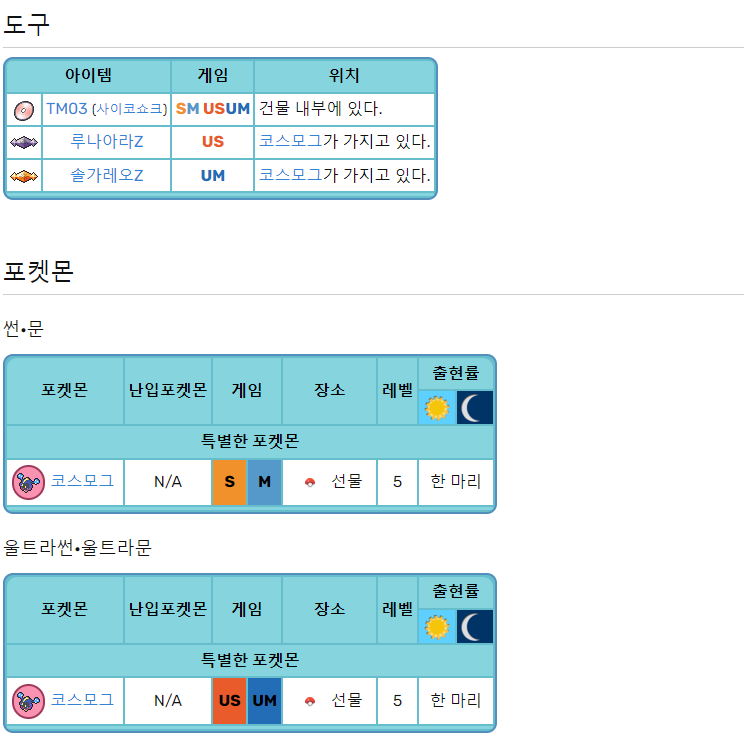 도구
아이템 게임 위치
TM03 (사이코쇼크) SM USUM 건물 내부에 있다.
루나아라Z US 코스모그가 가지고 있다.
솔가레오Z UM 코스모그가 가지고 있다.
포켓몬
썬•문
포켓몬 난입포켓몬 게임 장소 레벨 출현률
특별한 포켓몬
코스모그 N/A S M 선물 5 한 마리
울트라썬•울트라문
포켓몬 난입포켓몬 게임 장소 레벨 출현률
특별한 포켓몬
코스모그 N/A US UM 선물 5 한 마리